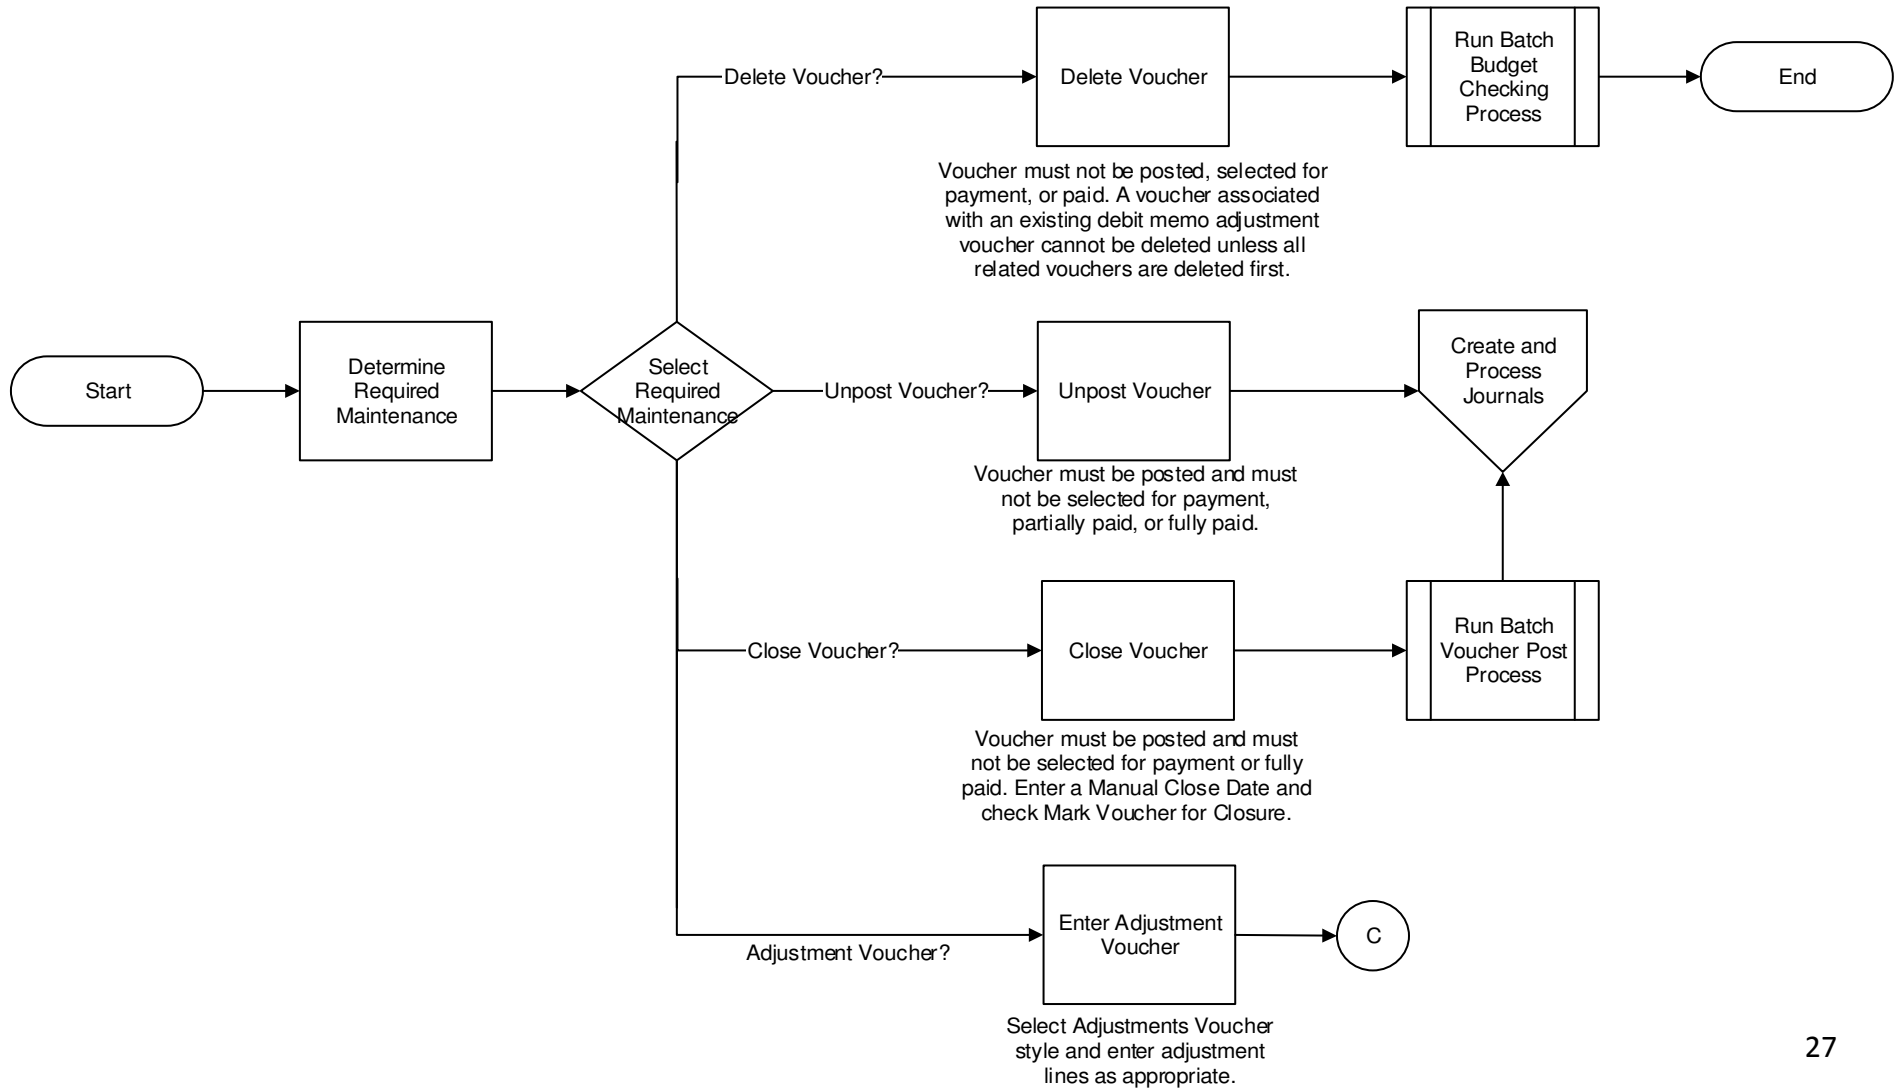 Delete Voucher?
Delete Voucher
Run Batch
Budget
Checking
Process
End
Voucher must not be posted, selected for
payment, or paid. A voucher associated
with an existing debit memo adjustment
voucher cannot be deleted unless all
related vouchers are deleted first.
Start
Determine
Required
Maintenance
Select
Required
Maintenance
Unpost Voucher?
Unpost Voucher
Create and
Process
Journals
Voucher must be posted and must
not be selected for payment,
partially paid, or fully paid.
Close Voucher?
Close Voucher
Run Batch
Voucher Post
Process
Voucher must be posted and must
not be selected for payment or fully
paid. Enter a Manual Close Date and
check Mark Voucher for Closure.
Adjustment Voucher?
Enter Adjustment
Voucher
C
Select Adjustments Voucher
style and enter adjustment
lines as appropriate.
27